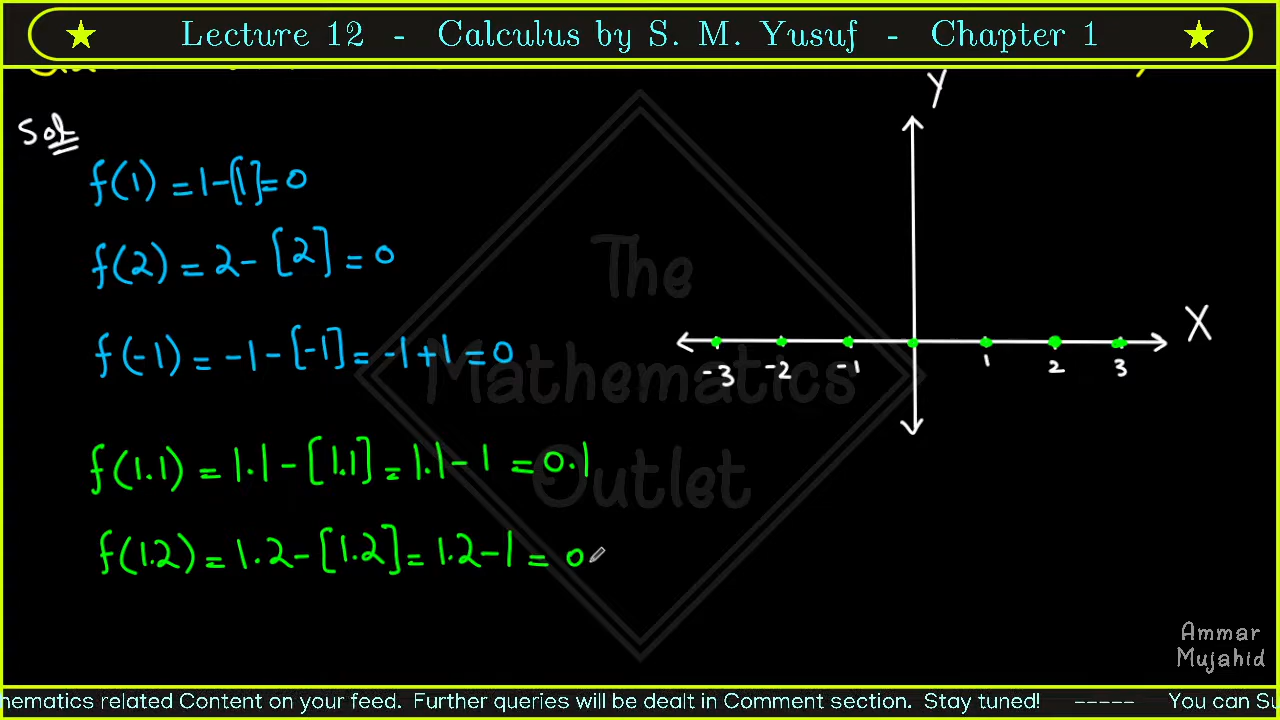 ★ Lecture 12 - Calculus by S. M. Yusuf - Chapter 1 ★
Sol
f(1) = 1-[1] = 0
f(2) = 2-[2] = 0
f(-1) = -1-[-1] = -1+1 = 0
f(1.1) = 1.1-[1.1] = 1.1-1 = 0.1
f(1.2) = 1.2-[1.2] = 1.2-1 = 0
Y
X
-3 -2 -1 1 2 3
The
Mathematics
Outlet
Ammar
Mujahid
hematics related Content on your feed. Further queries will be dealt in Comment section. Stay tuned! ----- You can Su